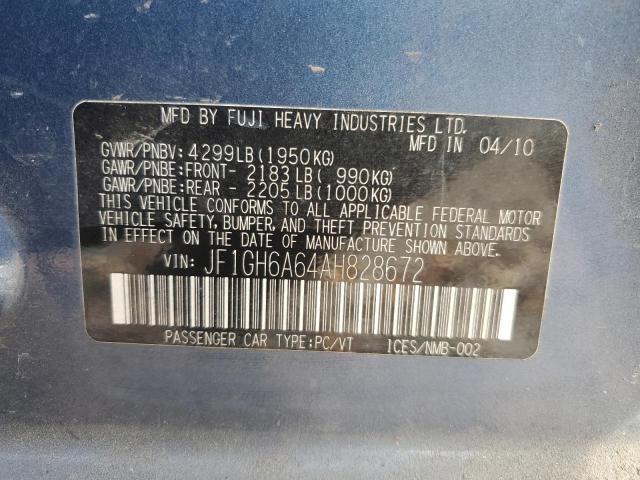 MFD BY FUJI HEAVY INDUSTRIES LTD.
MFD IN 04/10
GVWR/PNBV: 4299LB(1950KG)
GAWR/PNBE:FRONT- 2183LB( 990KG)
GAWR/PNBE:REAR - 2205LB(1000KG)
THIS VEHICLE CONFORMS TO ALL APPLICABLE FEDERAL MOTOR
VEHICLE SAFETY, BUMPER, AND THEFT PREVENTION STANDARDS
IN EFFECT ON THE DATE OF MANUFACTURE SHOWN ABOVE.
VIN: JF1GH6A64AH828672
PASSENGER CAR TYPE:PC/VT 1CES/NMB-002